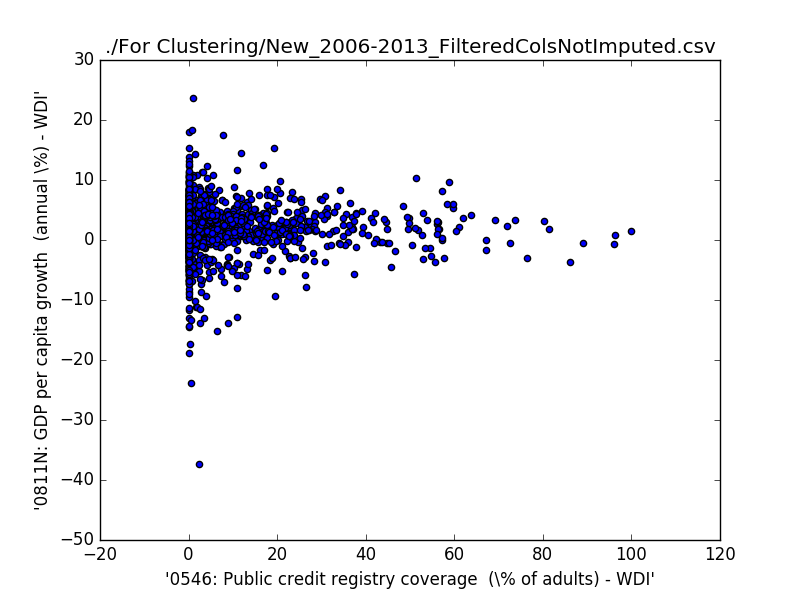 ./For Clustering/New_2006-2013_FilteredColsNotImputed.csv
30
20
10
0
−10
−20
−30
−40
−50
'0811N: GDP per capita growth  (annual \%) - WDI'
−20 0 20 40 60 80 100 120
'0546: Public credit registry coverage  (\% of adults) - WDI'